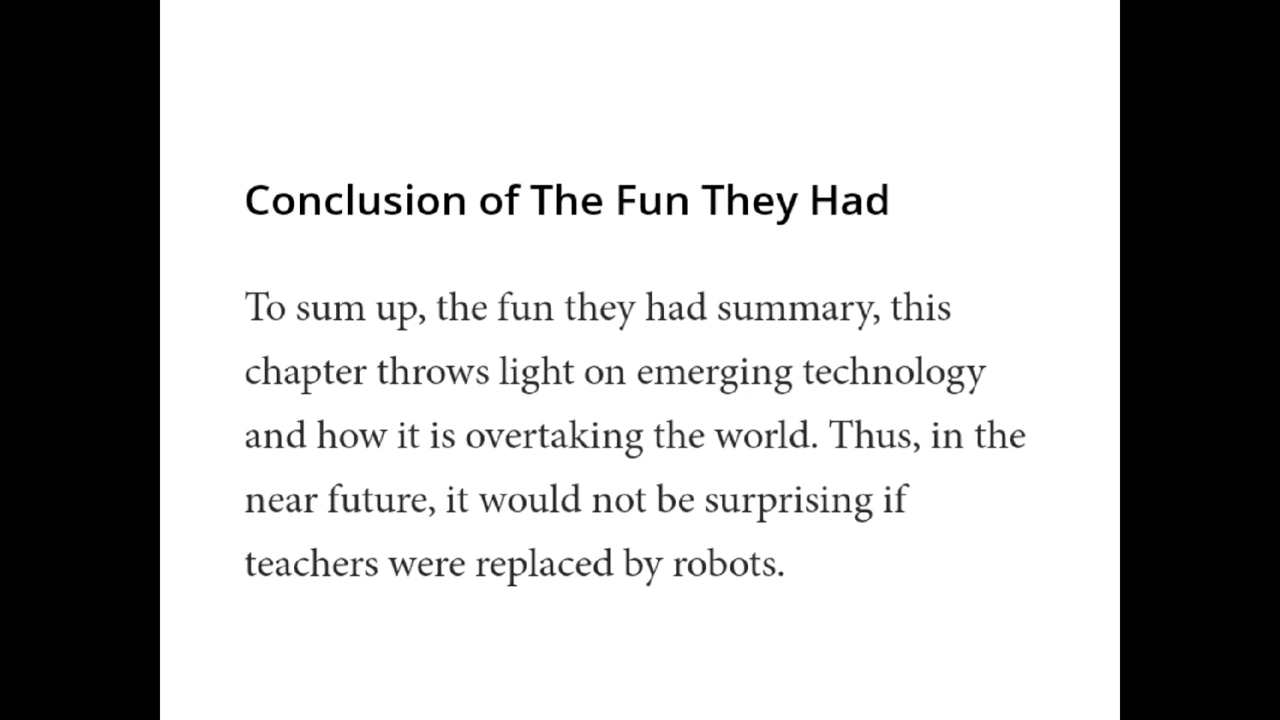 Conclusion of The Fun They Had
To sum up, the fun they had summary, this
chapter throws light on emerging technology
and how it is overtaking the world. Thus, in the
near future, it would not be surprising if
teachers were replaced by robots.